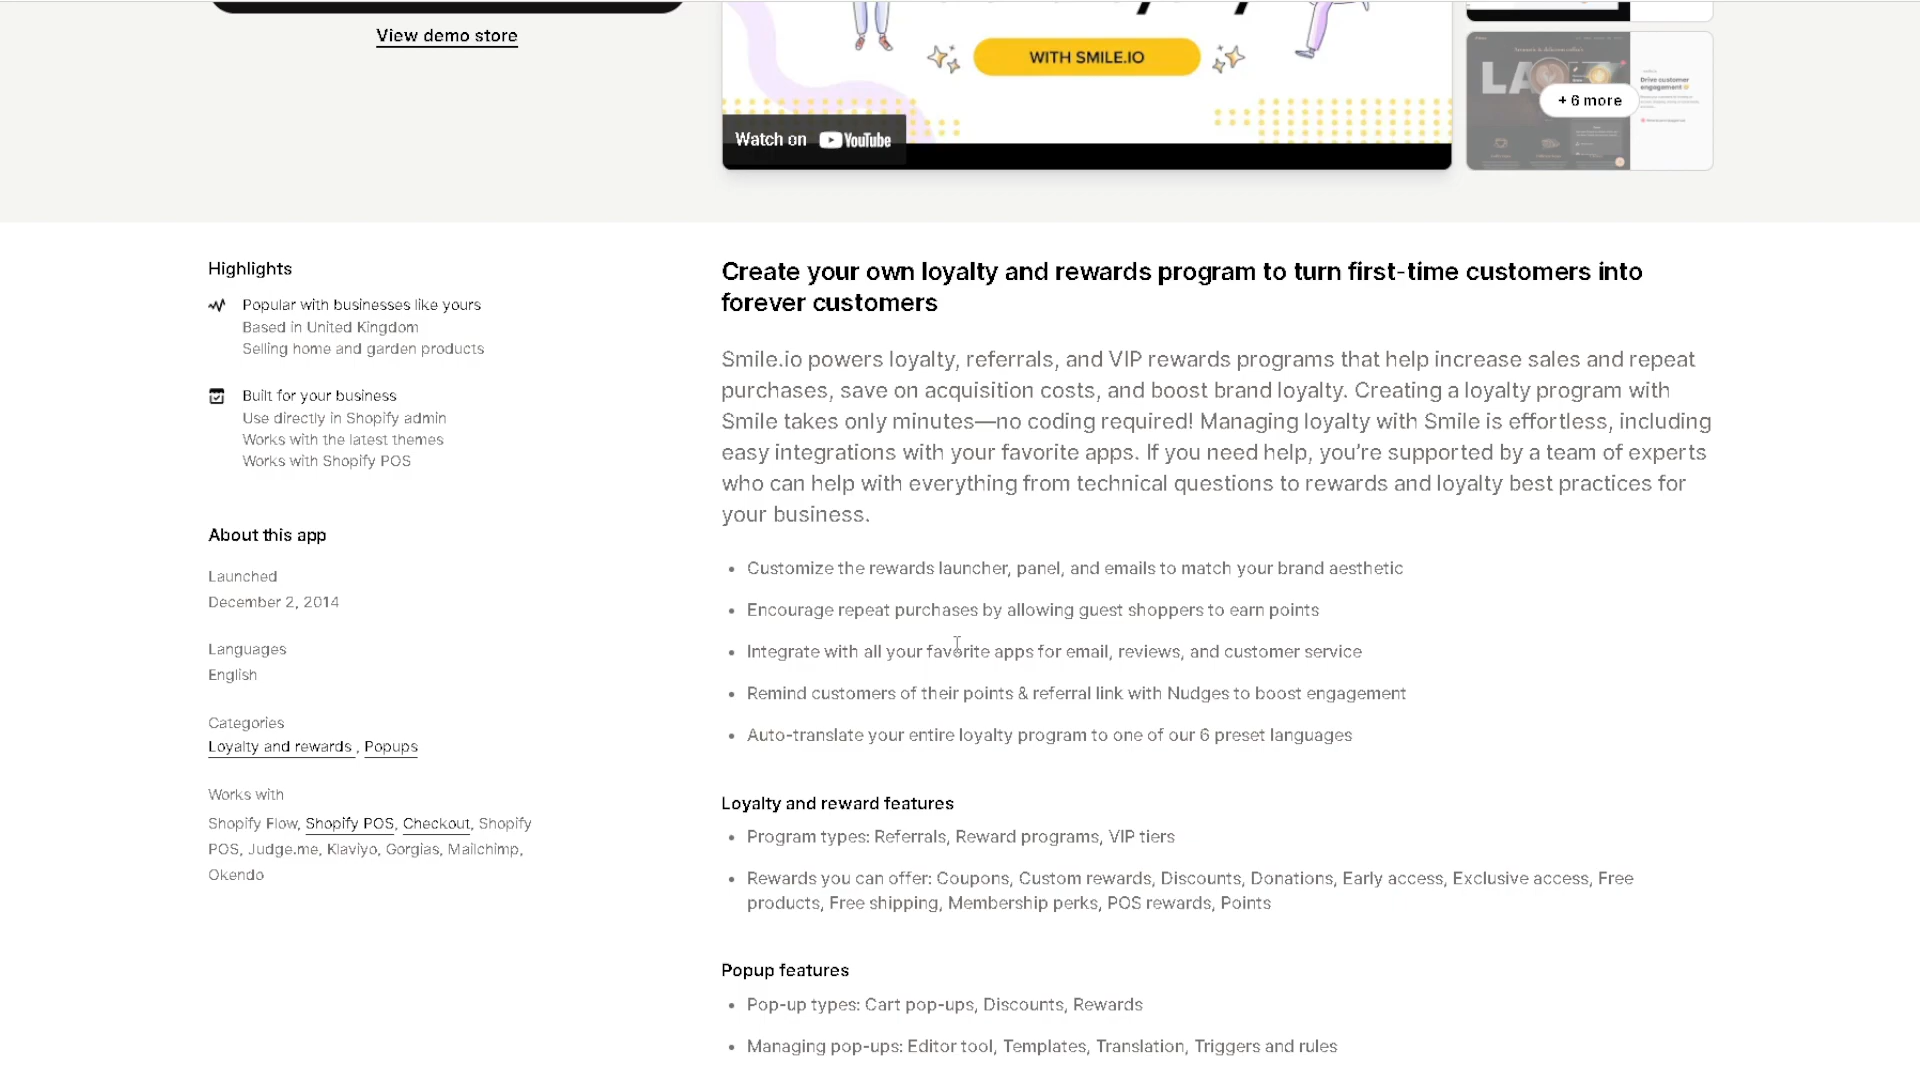 View demo store
WITH SMILE.IO
Watch on YouTube
LA
Drive customer
engagement
+ 6 more
Highlights
Popular with businesses like yours
Based in United Kingdom
Selling home and garden products
Built for your business
Use directly in Shopify admin
Works with the latest themes
Works with Shopify POS
About this app
Launched
December 2, 2014
Languages
English
Categories
Loyalty and rewards , Popups
Works with
Shopify Flow, Shopify POS, Checkout, Shopify
POS, Judge.me, Klaviyo, Gorgias, Mailchimp,
Okendo
Create your own loyalty and rewards program to turn first-time customers into
forever customers
Smile.io powers loyalty, referrals, and VIP rewards programs that help increase sales and repeat
purchases, save on acquisition costs, and boost brand loyalty. Creating a loyalty program with
Smile takes only minutes—no coding required! Managing loyalty with Smile is effortless, including
easy integrations with your favorite apps. If you need help, you’re supported by a team of experts
who can help with everything from technical questions to rewards and loyalty best practices for
your business.
• Customize the rewards launcher, panel, and emails to match your brand aesthetic
• Encourage repeat purchases by allowing guest shoppers to earn points
• Integrate with all your favorite apps for email, reviews, and customer service
• Remind customers of their points & referral link with Nudges to boost engagement
• Auto-translate your entire loyalty program to one of our 6 preset languages
Loyalty and reward features
• Program types: Referrals, Reward programs, VIP tiers
• Rewards you can offer: Coupons, Custom rewards, Discounts, Donations, Early access, Exclusive access, Free
products, Free shipping, Membership perks, POS rewards, Points
Popup features
• Pop-up types: Cart pop-ups, Discounts, Rewards
• Managing pop-ups: Editor tool, Templates, Translation, Triggers and rules